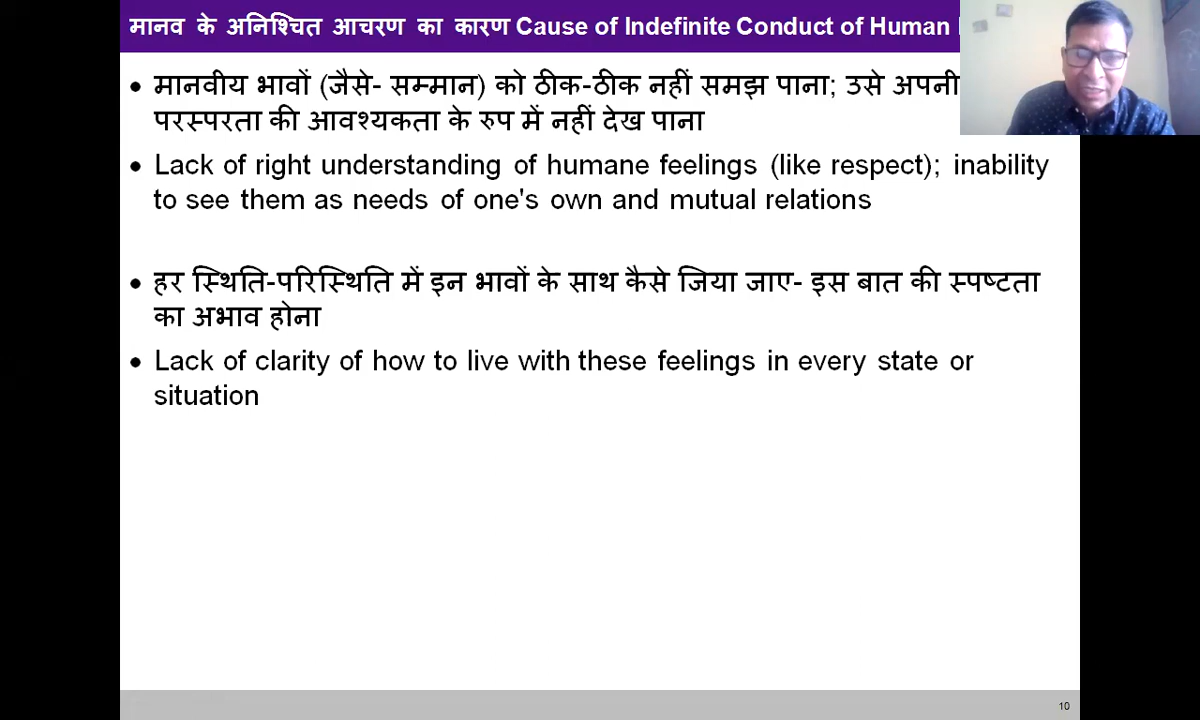 मानव के अनिश्चित आचरण का कारण Cause of Indefinite Conduct of Human
• मानवीय भावों (जैसे- सम्मान) को ठीक-ठीक नहीं समझ पाना; उसे अपनी
परस्परता की आवश्यकता के रुप में नहीं देख पाना
• Lack of right understanding of humane feelings (like respect); inability
to see them as needs of one's own and mutual relations
• हर स्थिति-परिस्थिति में इन भावों के साथ कैसे जिया जाए- इस बात की स्पष्टता
का अभाव होना
• Lack of clarity of how to live with these feelings in every state or
situation
10